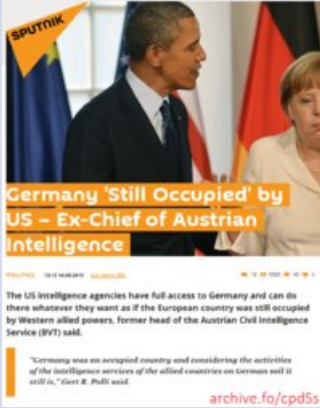 SPUTNIK
Germany 'Still Occupied' by
US – Ex-Chief of Austrian
Intelligence
The US intelligence agencies have full access to Germany and can do
there whatever they want as if the European country was still occupied
by Western allied powers, former head of the Austrian Civil Intelligence
Service (BVT) said.
"Germany was an occupied country and considering the activities
of the intelligence services of the allied countries on German soil it
still is," Gert R. Polli said.
archive.fo/cpdSs